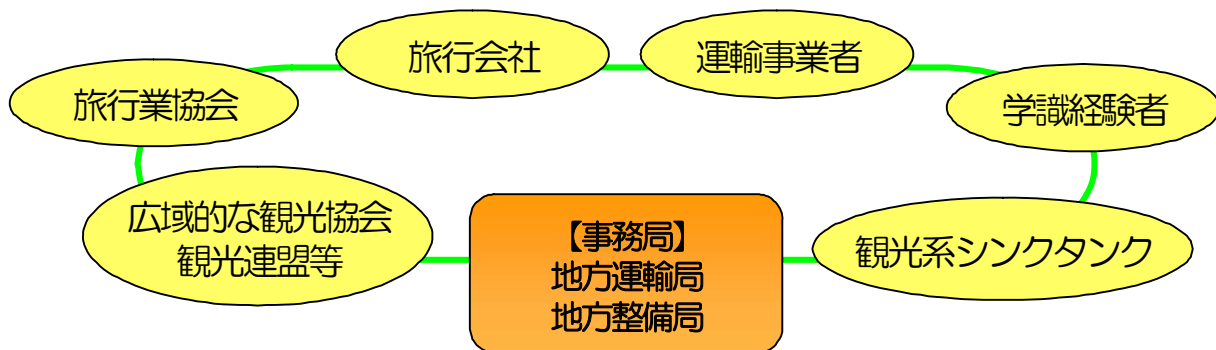 旅行会社
運輸事業者
旅行業協会
学識経験者
広域的な観光協会
観光連盟等
【事務局】
地方運輸局
地方整備局
観光系シンクタンク